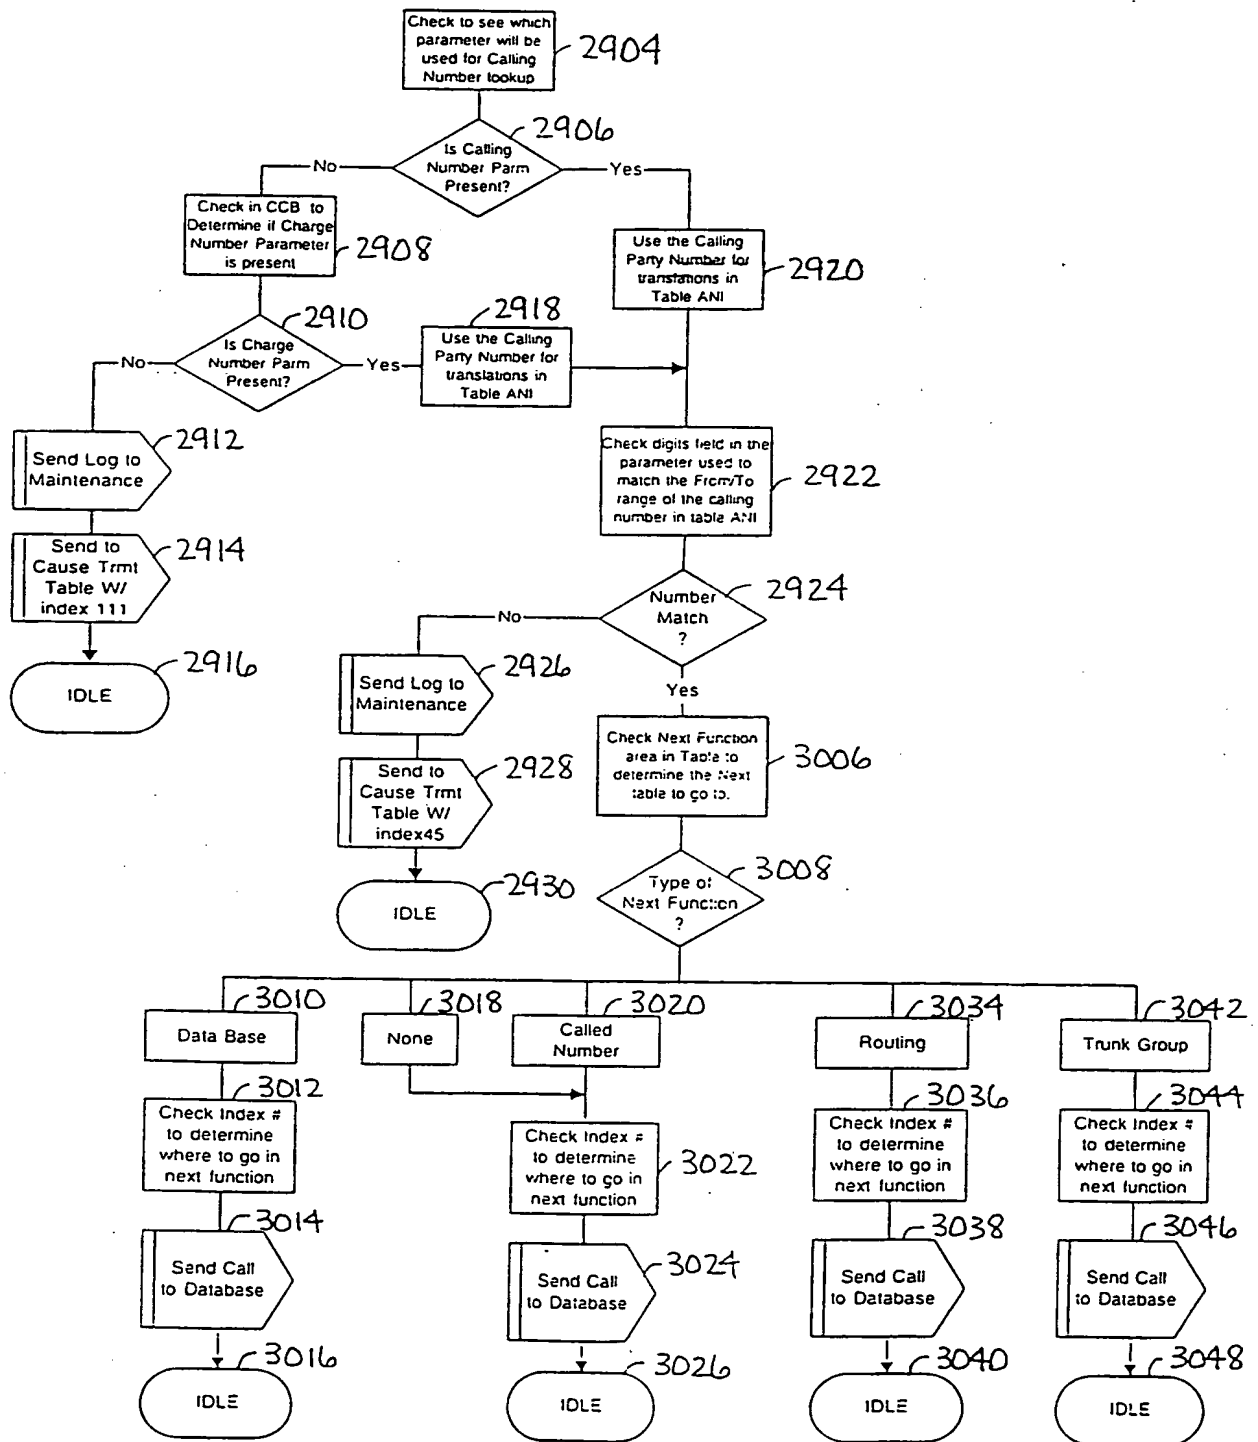 Check to see which
parameter will be
used for Calling
Number lookup
2904
2906
Is Calling
Number Parm
Present?
No
Yes
Check in CCB to
Determine if Charge
Number Parameter
is present
2908
Use the Calling
Party Number for
translations in
Table ANI
2920
2910
Is Charge
Number Parm
Present?
No
Yes
2918
Use the Calling
Party Number for
translations in
Table ANI
2912
Send Log to
Maintenance
Check digits field in the
parameter used to
match the From/To
range of the calling
number in table ANI
2922
2914
Send to
Cause Trmt
Table W/
index 111
2916
IDLE
2924
Number
Match
?
No
Yes
2926
Send Log to
Maintenance
2928
Send to
Cause Trmt
Table W/
index45
2930
IDLE
Check Next Function
area in Table to
determine the Next
table to go to.
3006
3008
Type of
Next Function
?
3010
Data Base
3018
None
3020
Called
Number
3034
Routing
3042
Trunk Group
3012
Check Index #
to determine
where to go in
next function
Check Index #
to determine
where to go in
next function
3022
3036
Check Index #
to determine
where to go in
next function
3044
Check Index #
to determine
where to go in
next function
3014
Send Call
to Database
3024
Send Call
to Database
3038
Send Call
to Database
3046
Send Call
to Database
3016
IDLE
3026
IDLE
3040
IDLE
3048
IDLE